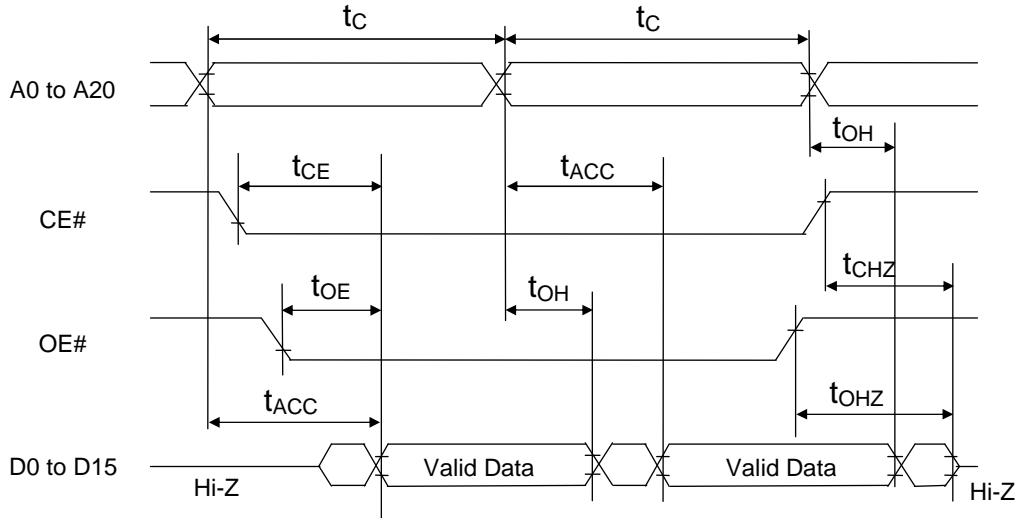 tC tC
A0 to A20
tOH
tCE tACC
CE#
tCHZ
tOE tOH
OE#
tACC tOHZ
D0 to D15 Valid Data Valid Data
Hi-Z Hi-Z